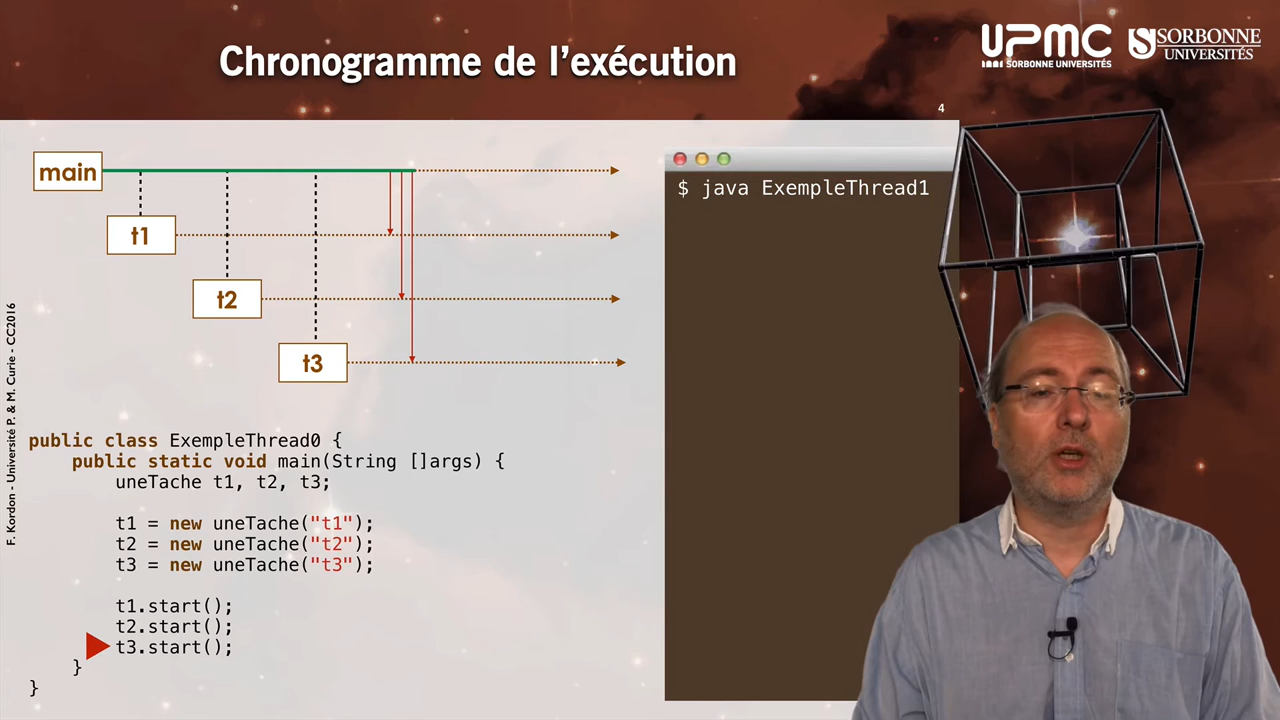 Chronogramme de l'exécution
UPMC
SORBONNE UNIVERSITÉS
SORBONNE
UNIVERSITÉS
4
main
t1
t2
t3
$ java ExempleThread1
F. Kordon - Université P. & M. Curie - CC2016
public class ExempleThread0 {
public static void main(String []args) {
uneTache t1, t2, t3;
t1 = new uneTache("t1");
t2 = new uneTache("t2");
t3 = new uneTache("t3");
t1.start();
t2.start();
t3.start();
}
}